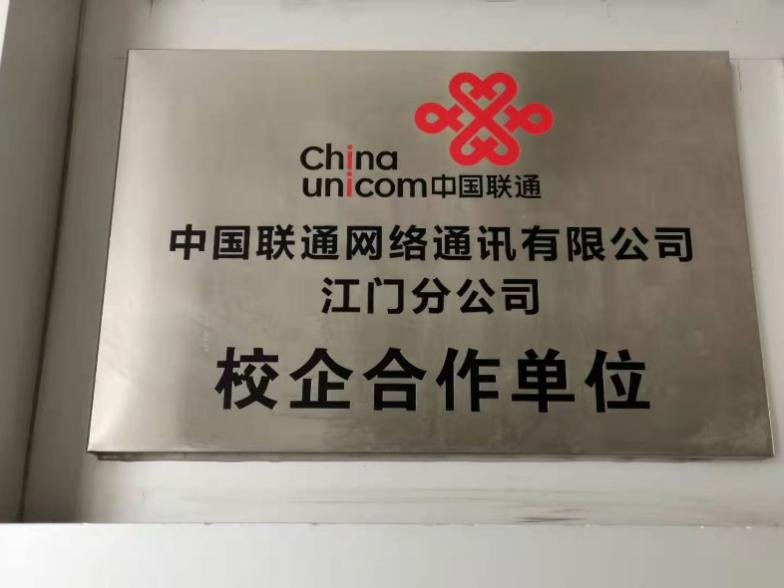 China
unicom中国联通
中国联通网络通讯有限公司
江门分公司
校企合作单位